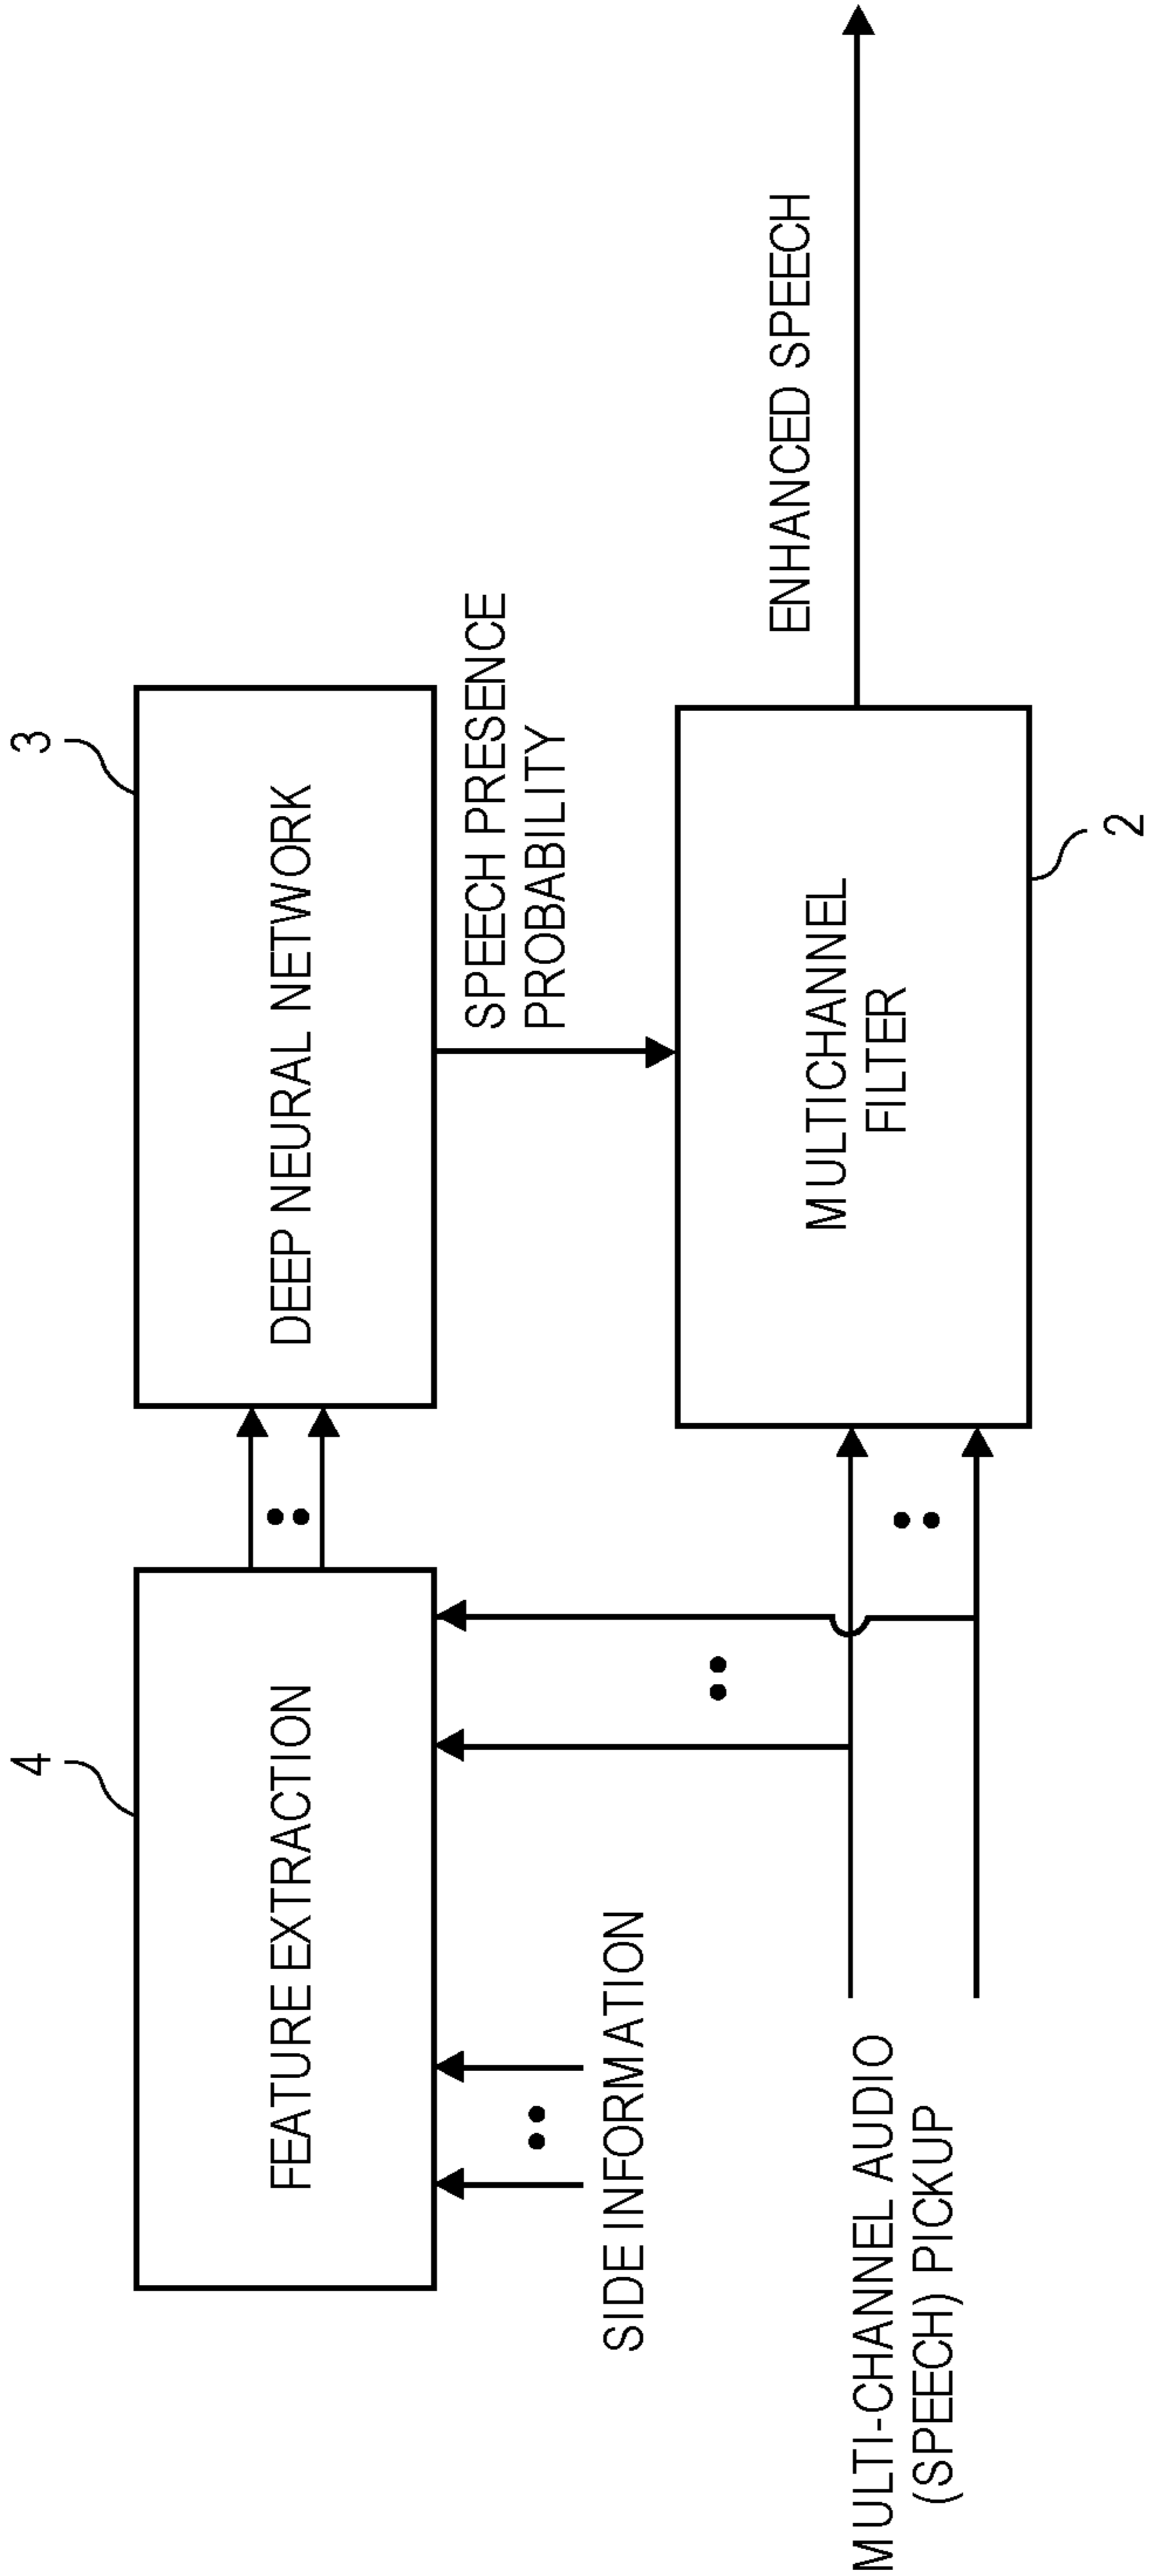 4
FEATURE EXTRACTION
3
DEEP NEURAL NETWORK
SIDE INFORMATION
SPEECH PRESENCE
PROBABILITY
MULTI-CHANNEL AUDIO
(SPEECH) PICKUP
MULTICHANNEL
FILTER
2
ENHANCED SPEECH